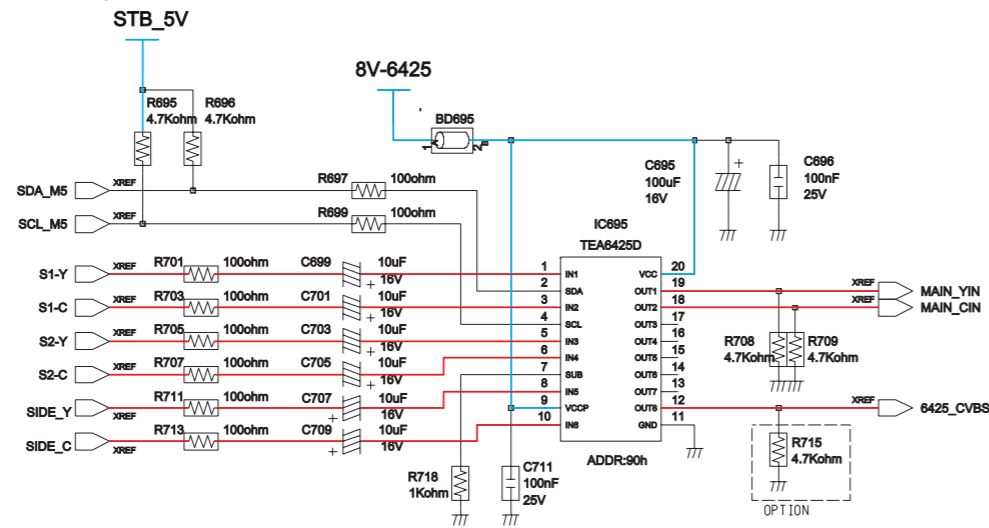 STB_5V
8V-6425
R695
4.7Kohm
R696
4.7Kohm
BD695
1
2
C695
100uF
16V
+
C696
100nF
25V
SDA_M5
XREF
R697
100ohm
SCL_M5
XREF
R699
100ohm
IC695
TEA6425D
S1-Y
XREF
R701
100ohm
C699
10uF
16V
+
S1-C
XREF
R703
100ohm
C701
10uF
16V
+
S2-Y
XREF
R705
100ohm
C703
10uF
16V
+
S2-C
XREF
R707
100ohm
C705
10uF
16V
+
SIDE_Y
XREF
R711
100ohm
C707
10uF
16V
+
SIDE_C
XREF
R713
100ohm
C709
10uF
16V
+
1 IN1
2 SDA
3 IN2
4 SCL
5 IN3
6 IN4
7 SUB
8 IN5
9 VCCP
10 IN6
VCC 20
OUT1 19
OUT2 18
OUT3 17
OUT4 16
OUT5 15
OUT6 14
OUT7 13
OUT8 12
GND 11
ADDR:90h
XREF
MAIN_YIN
XREF
MAIN_CIN
R708
4.7Kohm
R709
4.7Kohm
XREF
6425_CVBS
R715
4.7Kohm
OPTION
R718
1Kohm
C711
100nF
25V